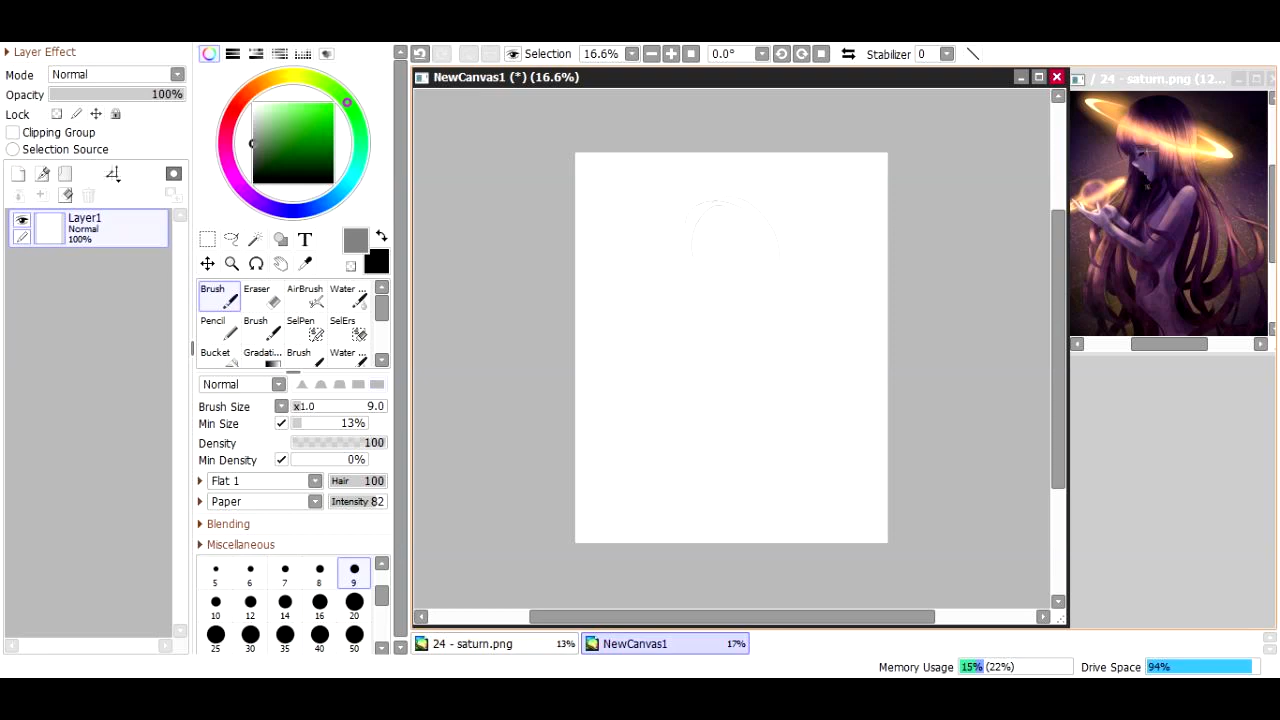 Layer Effect
Mode Normal
Opacity 100%
Lock
Clipping Group
Selection Source
Layer1
Normal
100%
T
Brush Eraser AirBrush Water ...
Pencil Brush SelPen SelErs
Bucket Gradati... Brush Water ...
Normal
Brush Size x1.0 9.0
Min Size 13%
Density 100
Min Density 0%
Flat 1 Hair 100
Paper Intensity 82
Blending
Miscellaneous
5 6 7 8 9
10 12 14 16 20
25 30 35 40 50
Selection 16.6% 0.0° Stabilizer 0
NewCanvas1 (*) (16.6%)
/ 24 - saturn.png (12...
24 - saturn.png 13% NewCanvas1 17%
Memory Usage 15% (22%) Drive Space 94%